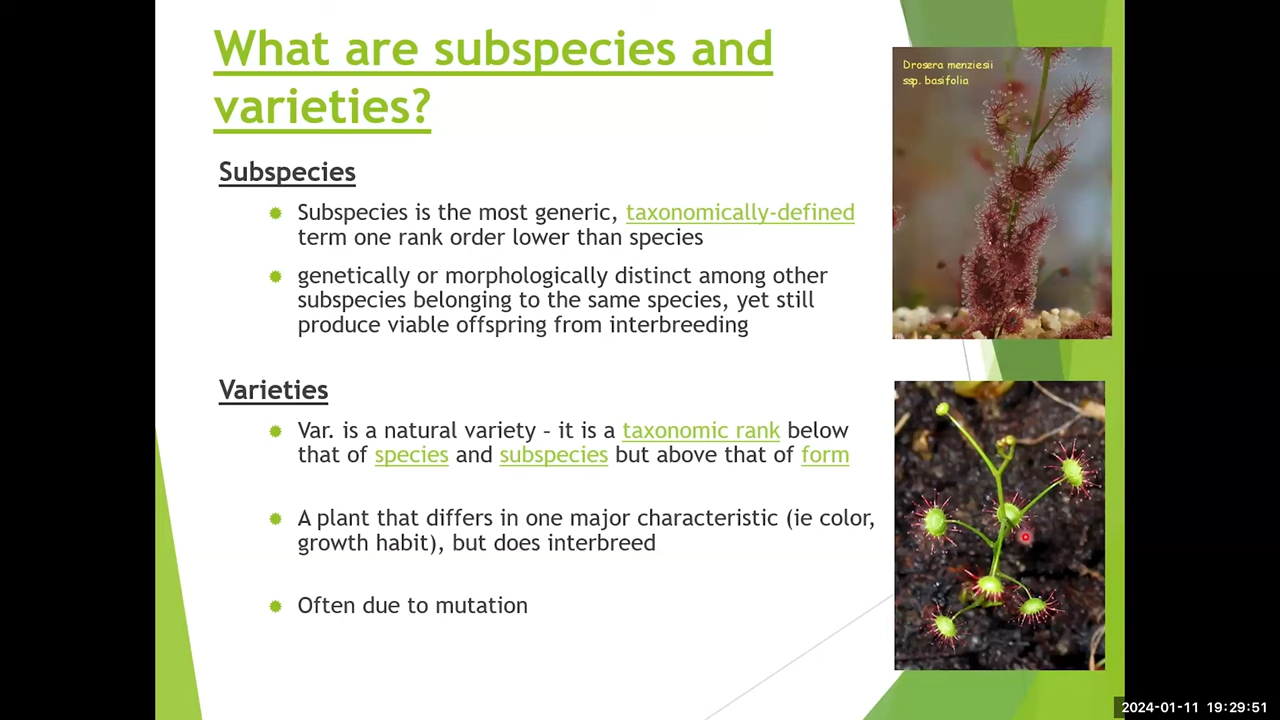 What are subspecies and
varieties?
Subspecies
Subspecies is the most generic, taxonomically-defined
term one rank order lower than species
genetically or morphologically distinct among other
subspecies belonging to the same species, yet still
produce viable offspring from interbreeding
Varieties
Var. is a natural variety - it is a taxonomic rank below
that of species and subspecies but above that of form
A plant that differs in one major characteristic (ie color,
growth habit), but does interbreed
Often due to mutation
Drosera menziesii
ssp. basifolia
2024-01-11 19:29:51